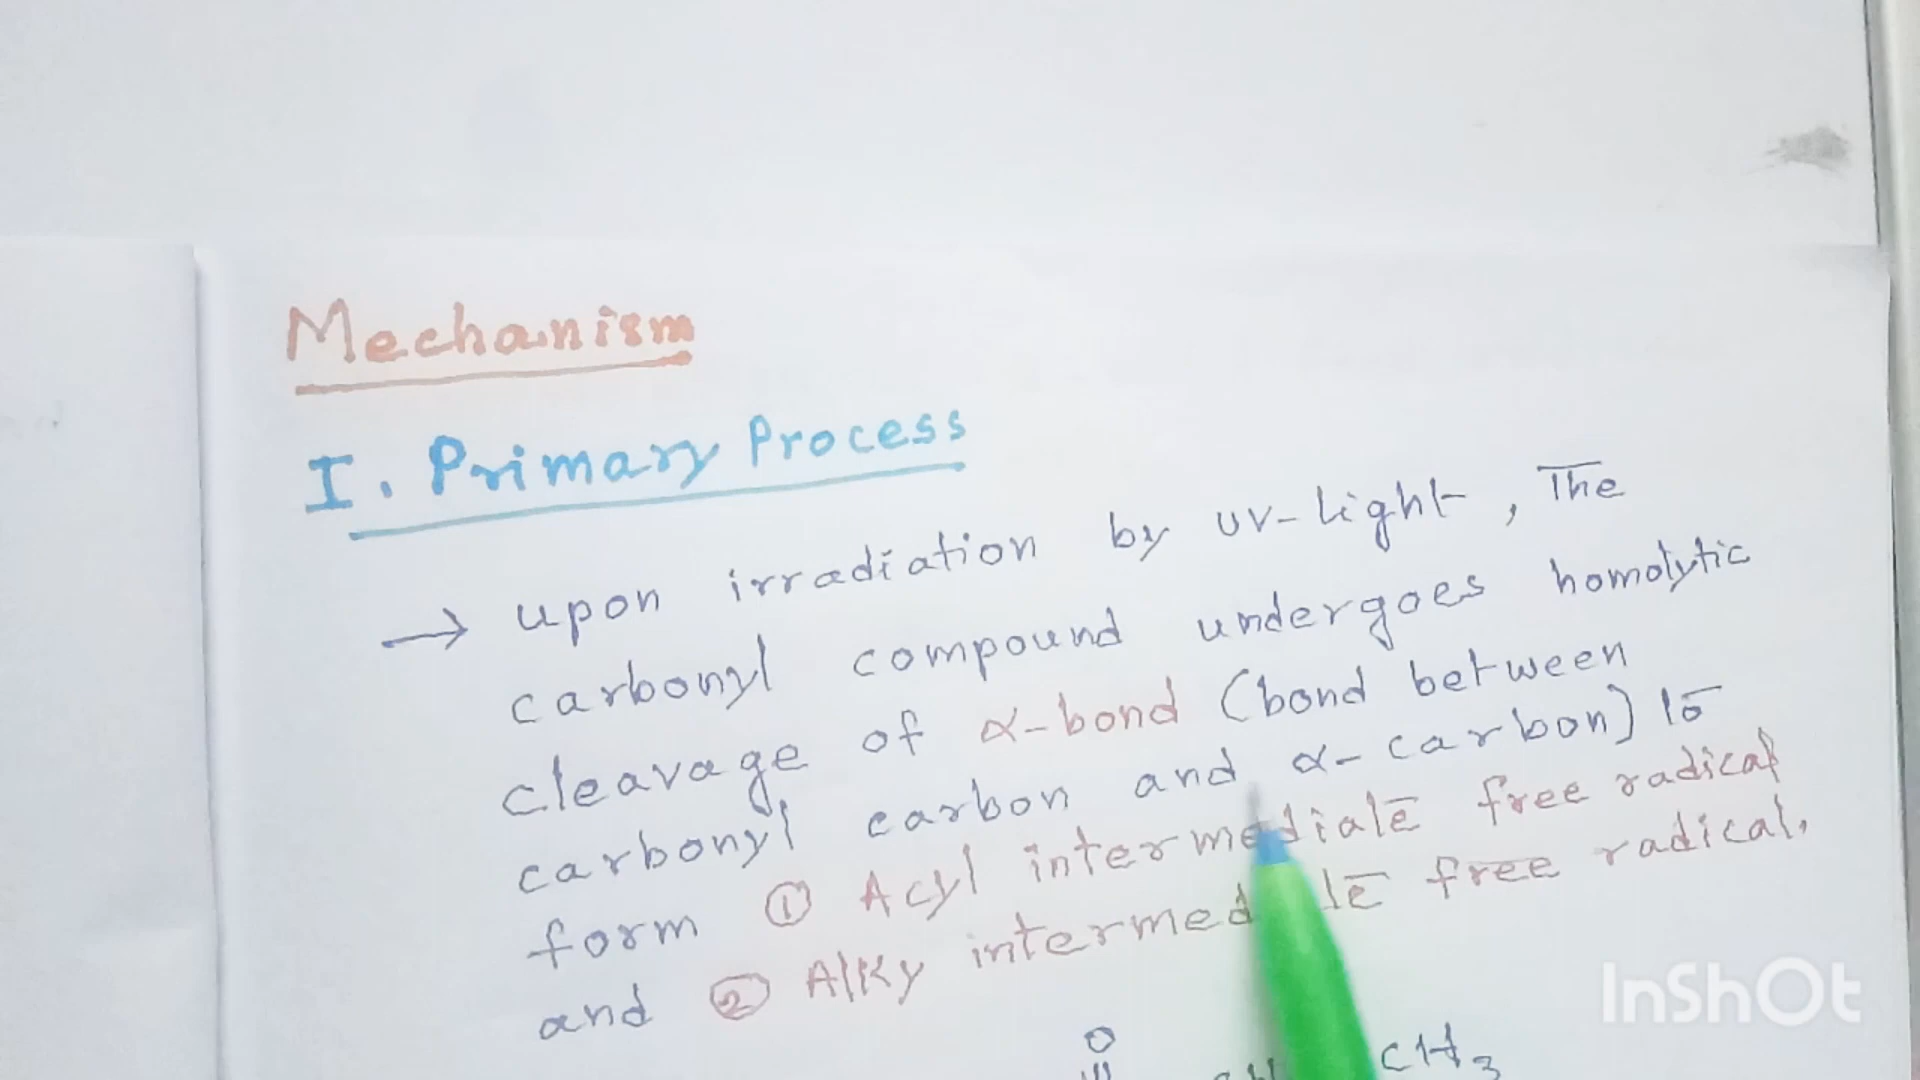 Mechanism
I. Primary Process
→ upon irradiation by UV-light, The
carbonyl compound undergoes homolytic
cleavage of α-bond (bond between
carbonyl carbon and α-carbon) to
form ① Acyl intermediate free radical
and ② Alky free radical.
O
CH3
InShOt